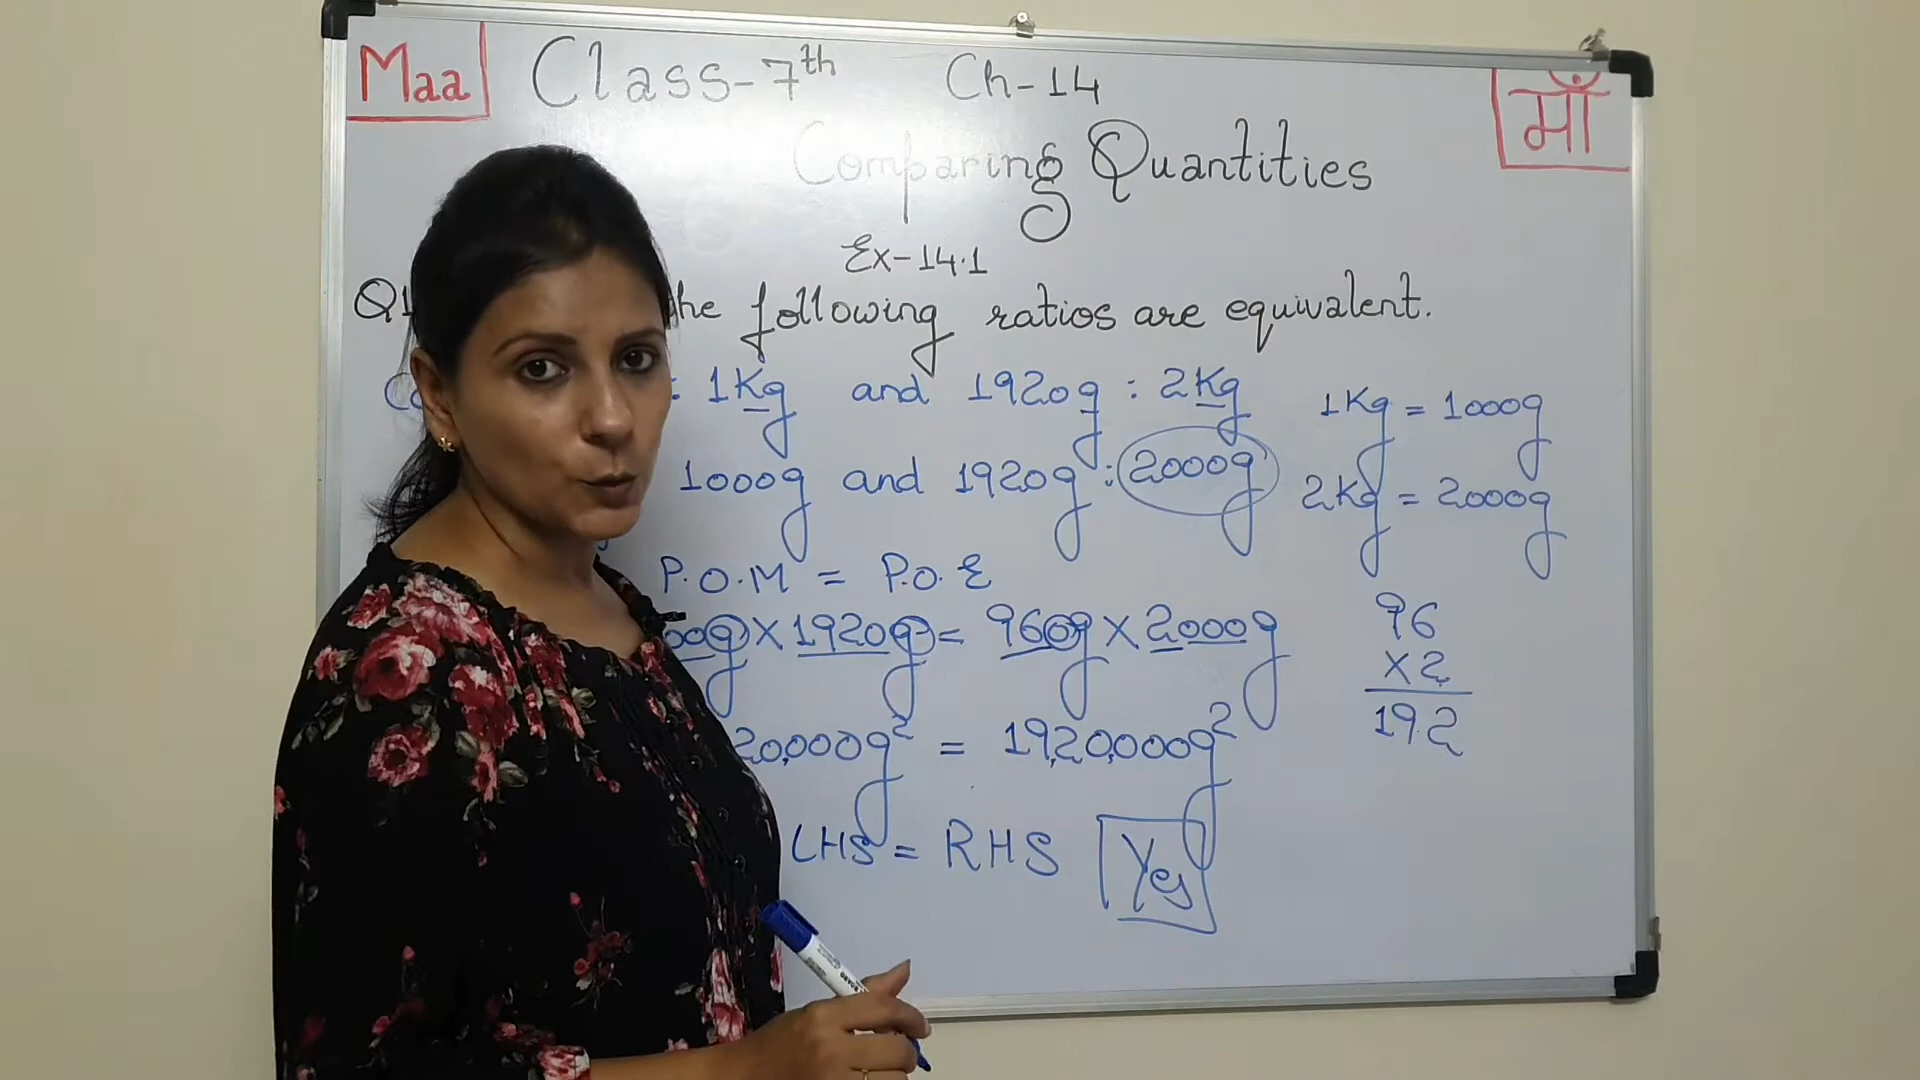 Maa Class-7th Ch-14 माँ
Comparing Quantities
Ex-14.1
Q1 the following ratios are equivalent.
: 1Kg and 1920g : 2Kg 1Kg = 1000g
1000g and 1920g : 2000g 2Kg = 2000g
P.O.M = P.O.E
00g X 1920g = 960g X 2000g
96
X 2
192
20,000g² = 19,20,000g²
LHS = RHS Yes